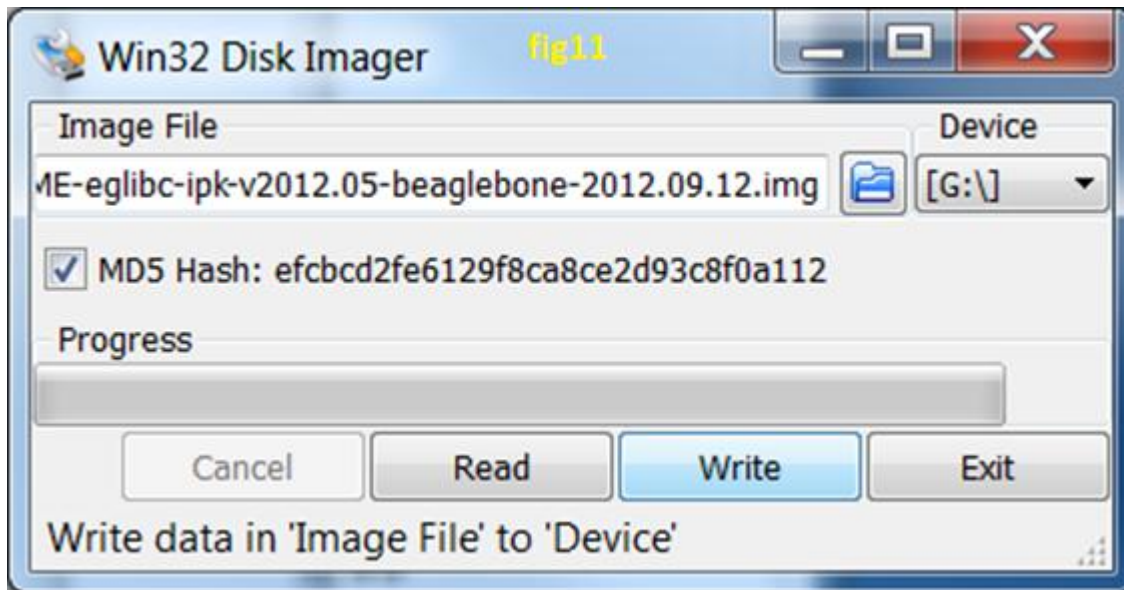 Win32 Disk Imager fig11
Image File Device
ME-eglibc-ipk-v2012.05-beaglebone-2012.09.12.img [G:\]
MD5 Hash: efcbcd2fe6129f8ca8ce2d93c8f0a112
Progress
Cancel Read Write Exit
Write data in 'Image File' to 'Device'